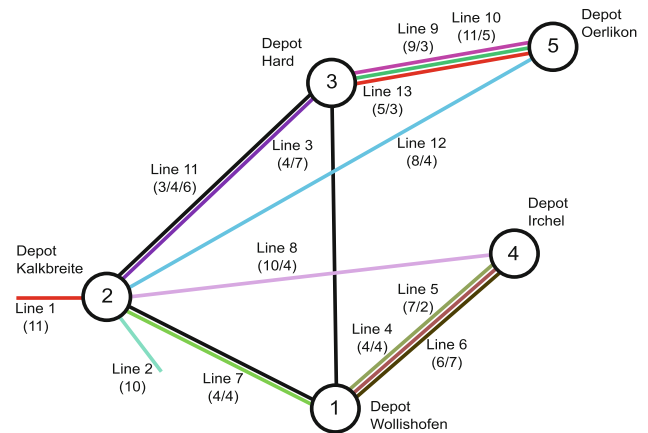 Line 9
(9/3)
Line 10
(11/5)
Depot
Oerlikon
5
Depot
Hard
3
Line 13
(5/3)
Line 3
(4/7)
Line 12
(8/4)
Line 11
(3/4/6)
Depot
Irchel
4
Depot
Kalkbreite
2
Line 8
(10/4)
Line 1
(11)
Line 5
(7/2)
Line 4
(4/4)
Line 6
(6/7)
Line 2
(10)
Line 7
(4/4)
1
Depot
Wollishofen